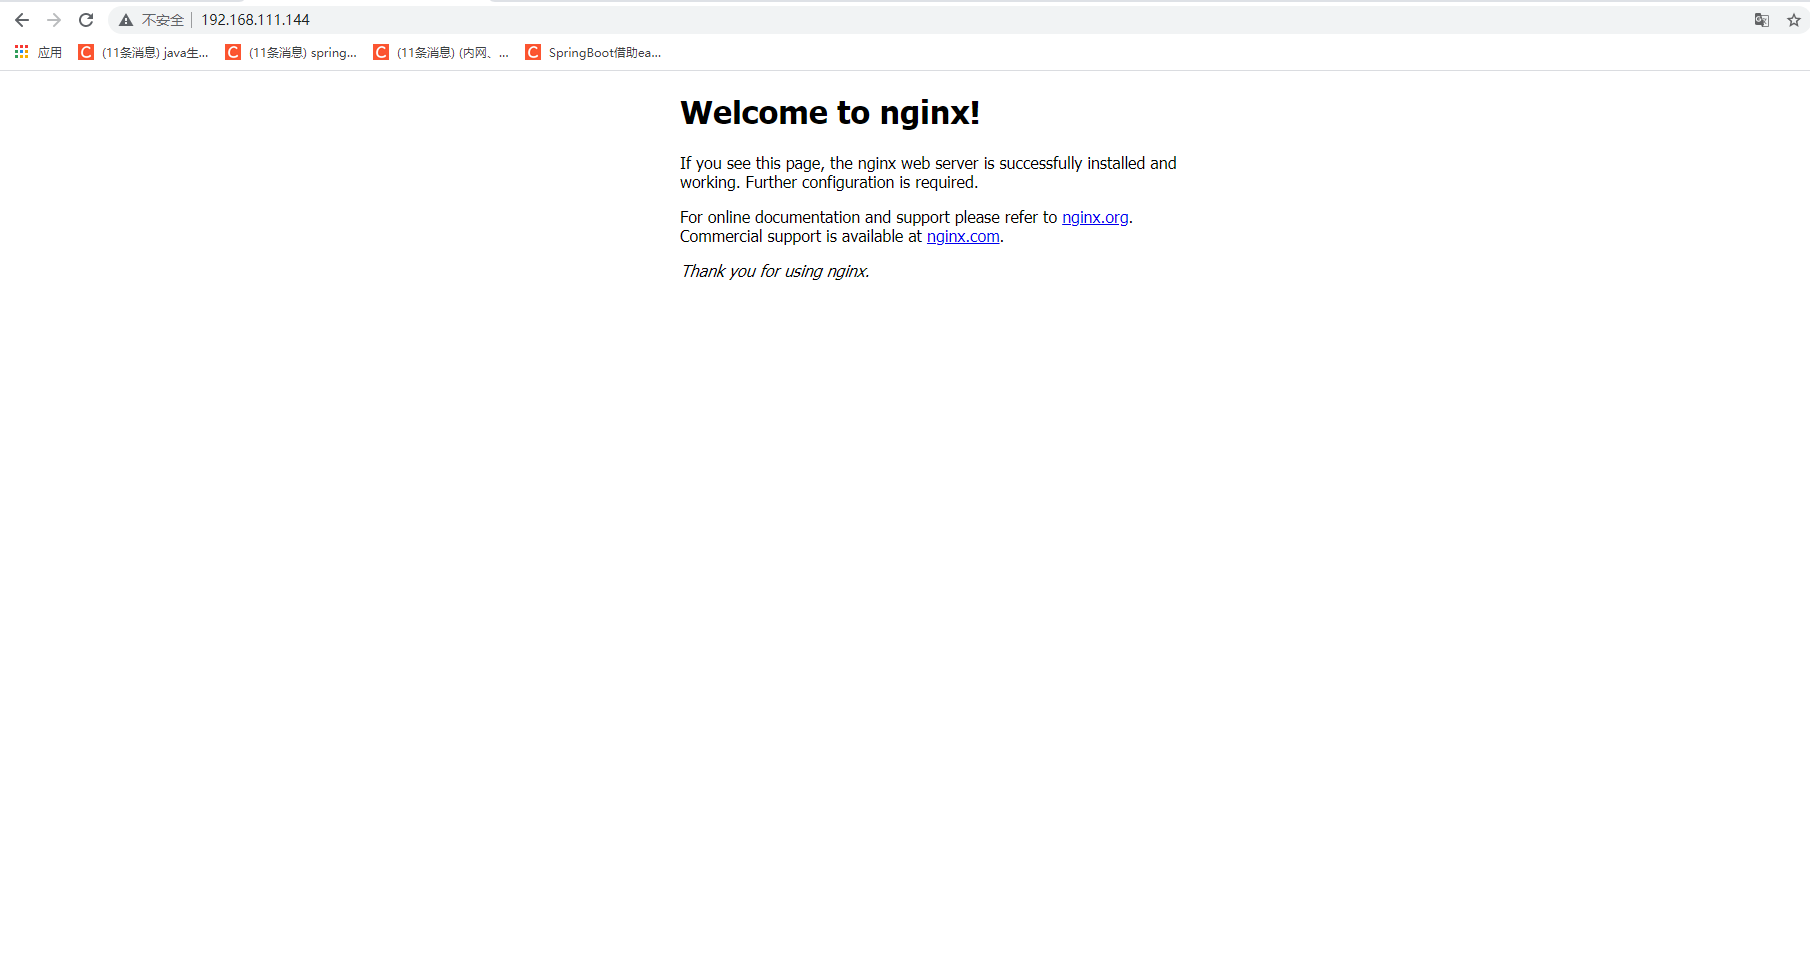 不安全 192.168.111.144
应用 (11条消息) java生... (11条消息) spring... (11条消息) (内网、... SpringBoot借助ea...
Welcome to nginx!
If you see this page, the nginx web server is successfully installed and
working. Further configuration is required.
For online documentation and support please refer to nginx.org.
Commercial support is available at nginx.com.
Thank you for using nginx.